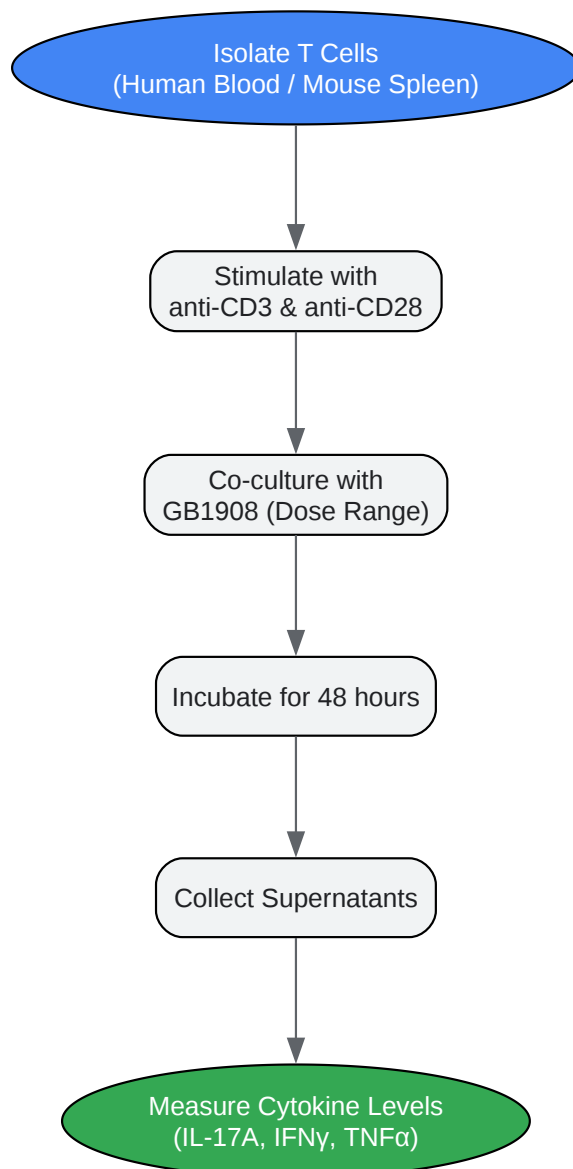 Isolate T Cells
(Human Blood / Mouse Spleen)
Stimulate with
anti-CD3 & anti-CD28
Co-culture with
GB1908 (Dose Range)
Incubate for 48 hours
Collect Supernatants
Measure Cytokine Levels
(IL-17A, IFNγ, TNFα)